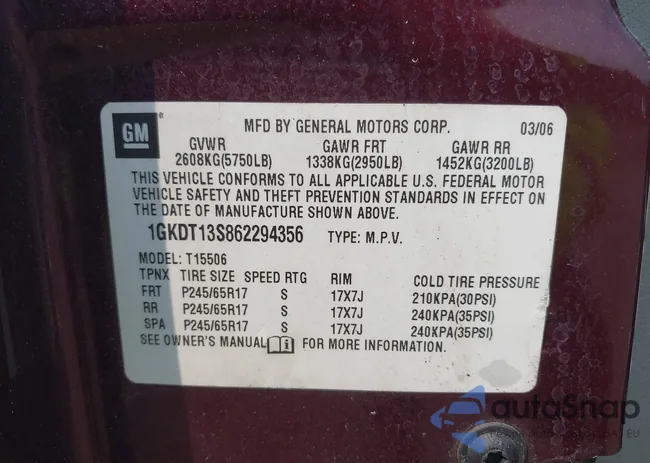 GM
MFD BY GENERAL MOTORS CORP. 03/06
GVWR GAWR FRT GAWR RR
2608KG(5750LB) 1338KG(2950LB) 1452KG(3200LB)
THIS VEHICLE CONFORMS TO ALL APPLICABLE U.S. FEDERAL MOTOR
VEHICLE SAFETY AND THEFT PREVENTION STANDARDS IN EFFECT ON
THE DATE OF MANUFACTURE SHOWN ABOVE.
1GKDT13S862294356 TYPE: M.P.V.
MODEL: T15506
TPNX TIRE SIZE SPEED RTG RIM COLD TIRE PRESSURE
FRT P245/65R17 S 17X7J 210KPA(30PSI)
RR P245/65R17 S 17X7J 240KPA(35PSI)
SPA P245/65R17 S 17X7J 240KPA(35PSI)
SEE OWNER'S MANUAL i FOR MORE INFORMATION.
autoSnap